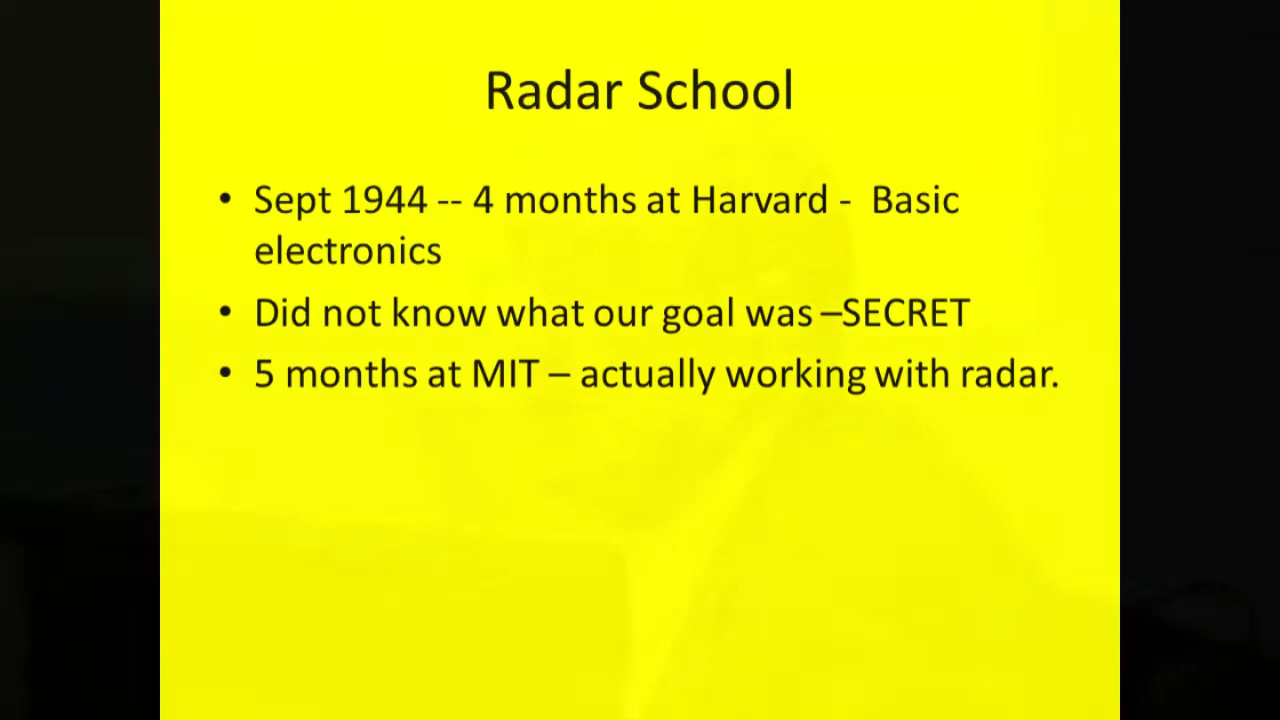 Radar School
• Sept 1944 -- 4 months at Harvard -  Basic
electronics
• Did not know what our goal was –SECRET
• 5 months at MIT – actually working with radar.